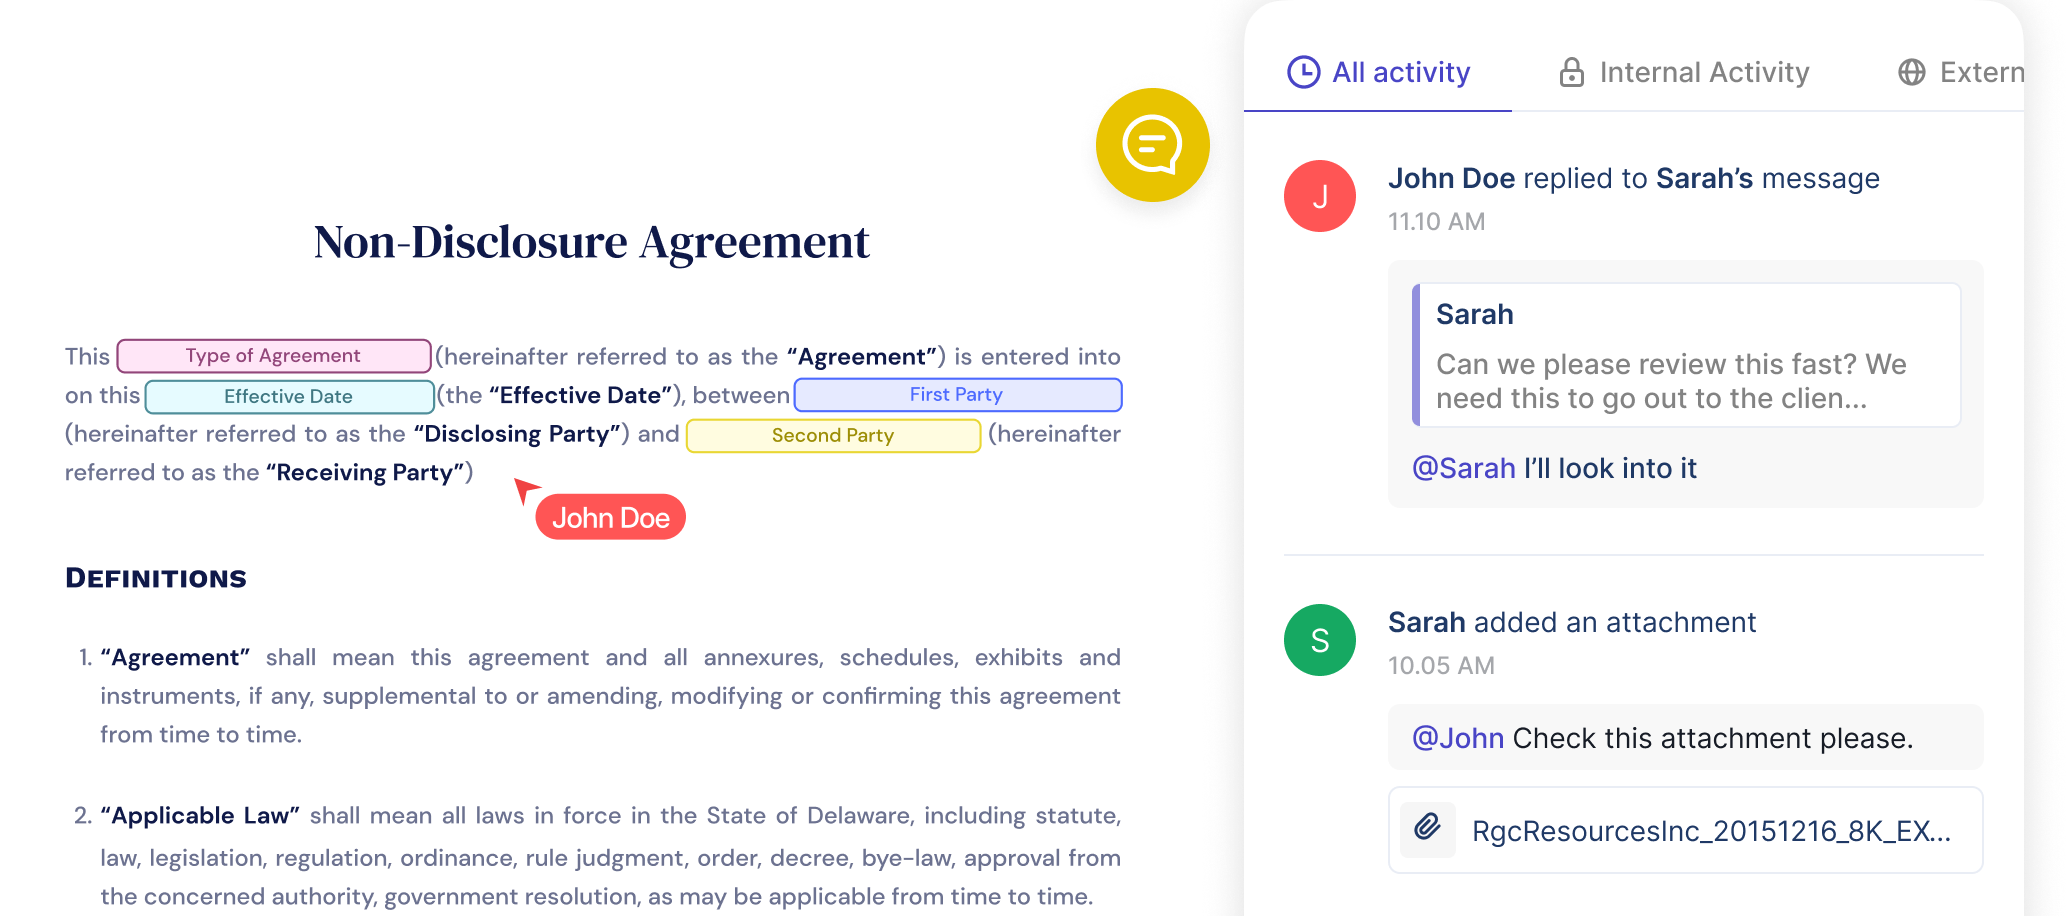 Non-Disclosure Agreement
This Type of Agreement (hereinafter referred to as the “Agreement”) is entered into
on this Effective Date (the “Effective Date”), between First Party
(hereinafter referred to as the “Disclosing Party”) and Second Party (hereinafter
referred to as the “Receiving Party”)
John Doe
DEFINITIONS
1. “Agreement” shall mean this agreement and all annexures, schedules, exhibits and
instruments, if any, supplemental to or amending, modifying or confirming this agreement
from time to time.
2. “Applicable Law” shall mean all laws in force in the State of Delaware, including statute,
law, legislation, regulation, ordinance, rule judgment, order, decree, bye-law, approval from
the concerned authority, government resolution, as may be applicable from time to time.
All activity
Internal Activity
Extern
J
John Doe replied to Sarah’s message
11.10 AM
Sarah
Can we please review this fast? We
need this to go out to the clien...
@Sarah I’ll look into it
S
Sarah added an attachment
10.05 AM
@John Check this attachment please.
RgcResourcesInc_20151216_8K_EX...